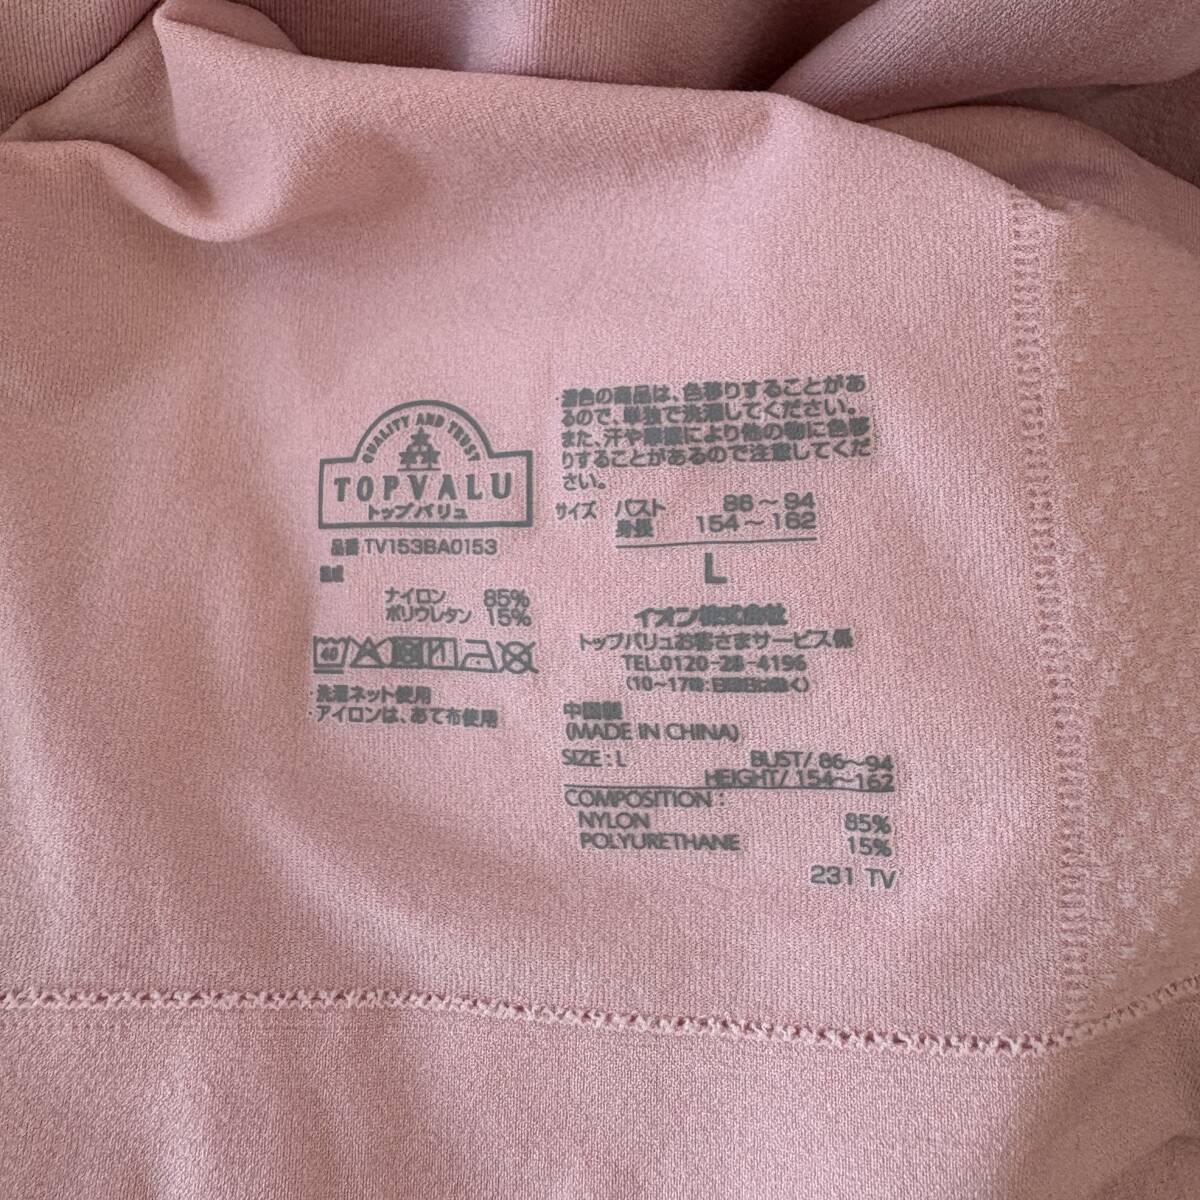 QUALITY AND TRUST
TOPVALU
トップバリュ
品番 TV153BA0153
組成
ナイロン 85%
ポリウレタン 15%
40
・洗濯ネット使用
・アイロンは、あて布使用
・濃色の商品は、色移りすることがあ
るので、単独で洗濯してください。
また、汗や摩擦により他の物に色移
りすることがあるので注意してくだ
さい。
サイズ バスト 86～94
身長 154～162
L
イオン株式会社
トップバリュお客さまサービス係
TEL.0120-28-4196
中国製
(MADE IN CHINA)
SIZE : L BUST/ 86～94
HEIGHT/ 154～162
COMPOSITION :
NYLON 85%
POLYURETHANE 15%
231 TV